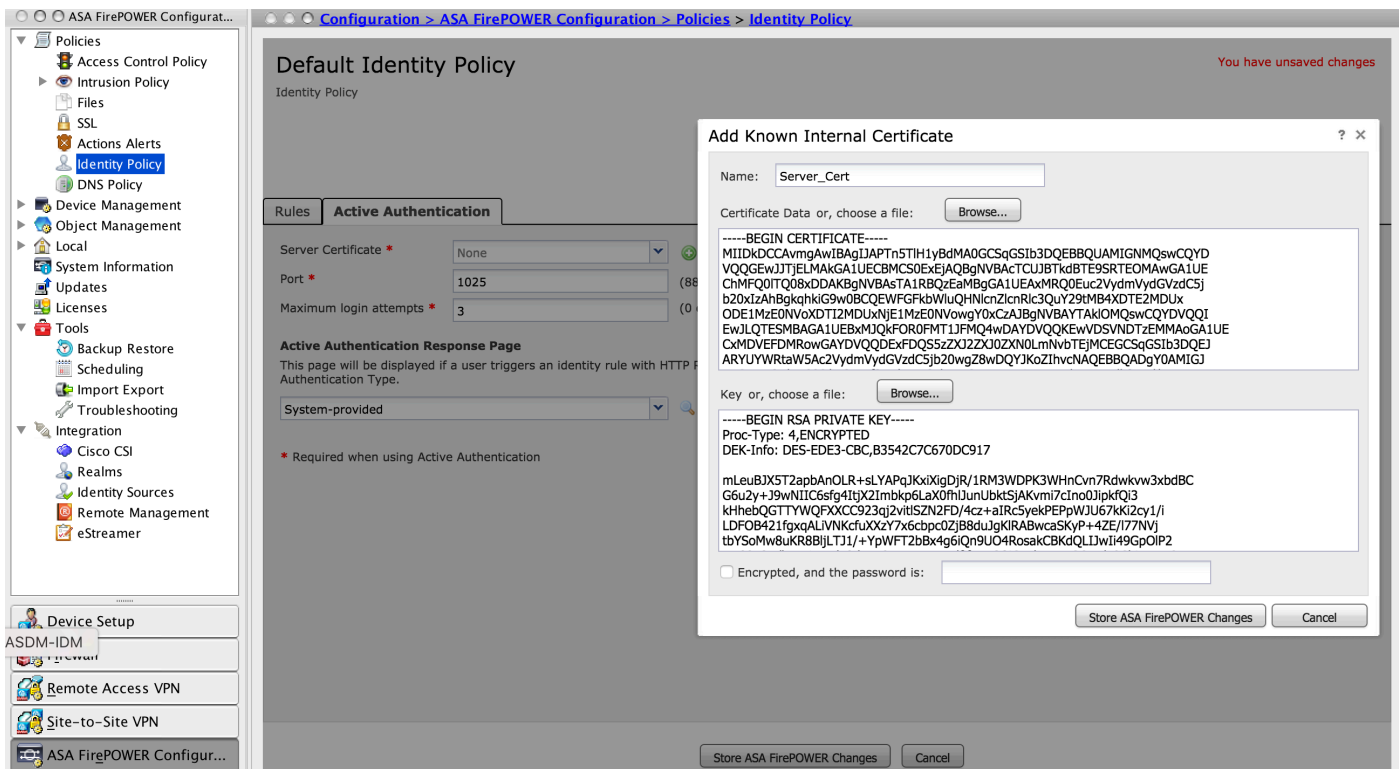 ASA FirePOWER Configurat...
Policies
Access Control Policy
Intrusion Policy
Files
SSL
Actions Alerts
Identity Policy
DNS Policy
Device Management
Object Management
Local
System Information
Updates
Licenses
Tools
Backup Restore
Scheduling
Import Export
Troubleshooting
Integration
Cisco CSI
Realms
Identity Sources
Remote Management
eStreamer
Device Setup
ASDM-IDM
Firewall
Remote Access VPN
Site-to-Site VPN
ASA FirePOWER Configur...
Configuration > ASA FirePOWER Configuration > Policies > Identity Policy
Default Identity Policy
You have unsaved changes
Identity Policy
Rules
Active Authentication
Server Certificate * None
Port * 1025 (88
Maximum login attempts * 3 (0
Active Authentication Response Page
This page will be displayed if a user triggers an identity rule with HTTP
Authentication Type.
System-provided
* Required when using Active Authentication
Store ASA FirePOWER Changes Cancel
Add Known Internal Certificate ? ×
Name: Server_Cert
Certificate Data or, choose a file: Browse...
-----BEGIN CERTIFICATE-----
MIIDkDCCAvmgAwIBAgIJAPTn5TlH1yBdMA0GCSqGSIb3DQEBBQUAMIGNMQswCQYD
VQQGEwJJTjELMAkGA1UECBMCS0ExEjAQBgNVBAcTCUJBTkdBTE9SRTEOMAwGA1UE
ChMFQ0lTQ08xDDAKBgNVBAsTA1RBQzEaMBgGA1UEAxMRQ0Euc2VydmVydGVzdC5j
b20xIzAhBgkqhkiG9w0BCQEWFGFkbWluQHNlcnZlcnRlc3QuY29tMB4XDTE2MDUx
ODE1MzE0NVoXDTI2MDUxNjE1MzE0NVowgY0xCzAJBgNVBAYTAklOMQswCQYDVQQI
EwJLQTESMBAGA1UEBxMJQkFOR0FMT1JFMQ4wDAYDVQQKEwVDSVNDTzEMMAoGA1UE
CxMDVEFDMRowGAYDVQQDExFDQS5zZXJ2ZXJ0ZXN0LmNvbTEjMCEGCSqGSIb3DQEJ
ARYUYWRtaW5Ac2VydmVydGVzdC5jb20wgZ8wDQYJKoZIhvcNAQEBBQADgY0AMIGJ
Key or, choose a file: Browse...
-----BEGIN RSA PRIVATE KEY-----
Proc-Type: 4,ENCRYPTED
DEK-Info: DES-EDE3-CBC,B3542C7C670DC917
mLeuBJX5T2apbAnOLR+sLYAPqJKxiXigDjR/1RM3WDPK3WHnCvn7Rdwkvw3xbdBC
G6u2y+J9wNIIC6sfg4ItjX2Imbkp6LaX0fhlJunUbktSjAKvmi7cIno0JipkfQi3
kHhebQGTTYWQFXXCC923qj2vitlSZN2FD/4cz+aIRc5yekPEPpWJU67kKi2cy1/i
LDFOB421fgxqALiVNKcfuXXzY7x6cbpc0ZjB8duJgKlRABwcaSKyP+4ZE/l77NVj
tbYSoMw8uKR8BljLTJ1/+YpWFT2bBx4g6iQn9UO4RosakCBKdQLIJwIi49GpOlP2
Encrypted, and the password is:
Store ASA FirePOWER Changes Cancel